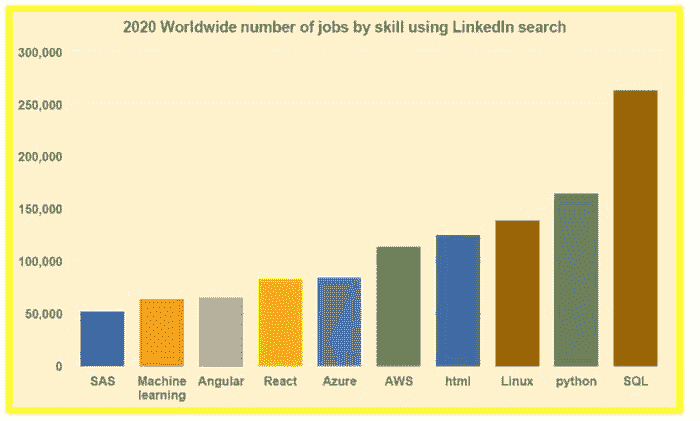 2020 Worldwide number of jobs by skill using LinkedIn search
300,000
250,000
200,000
150,000
100,000
50,000
0
SAS
Machine
learning
Angular
React
Azure
AWS
html
Linux
python
SQL